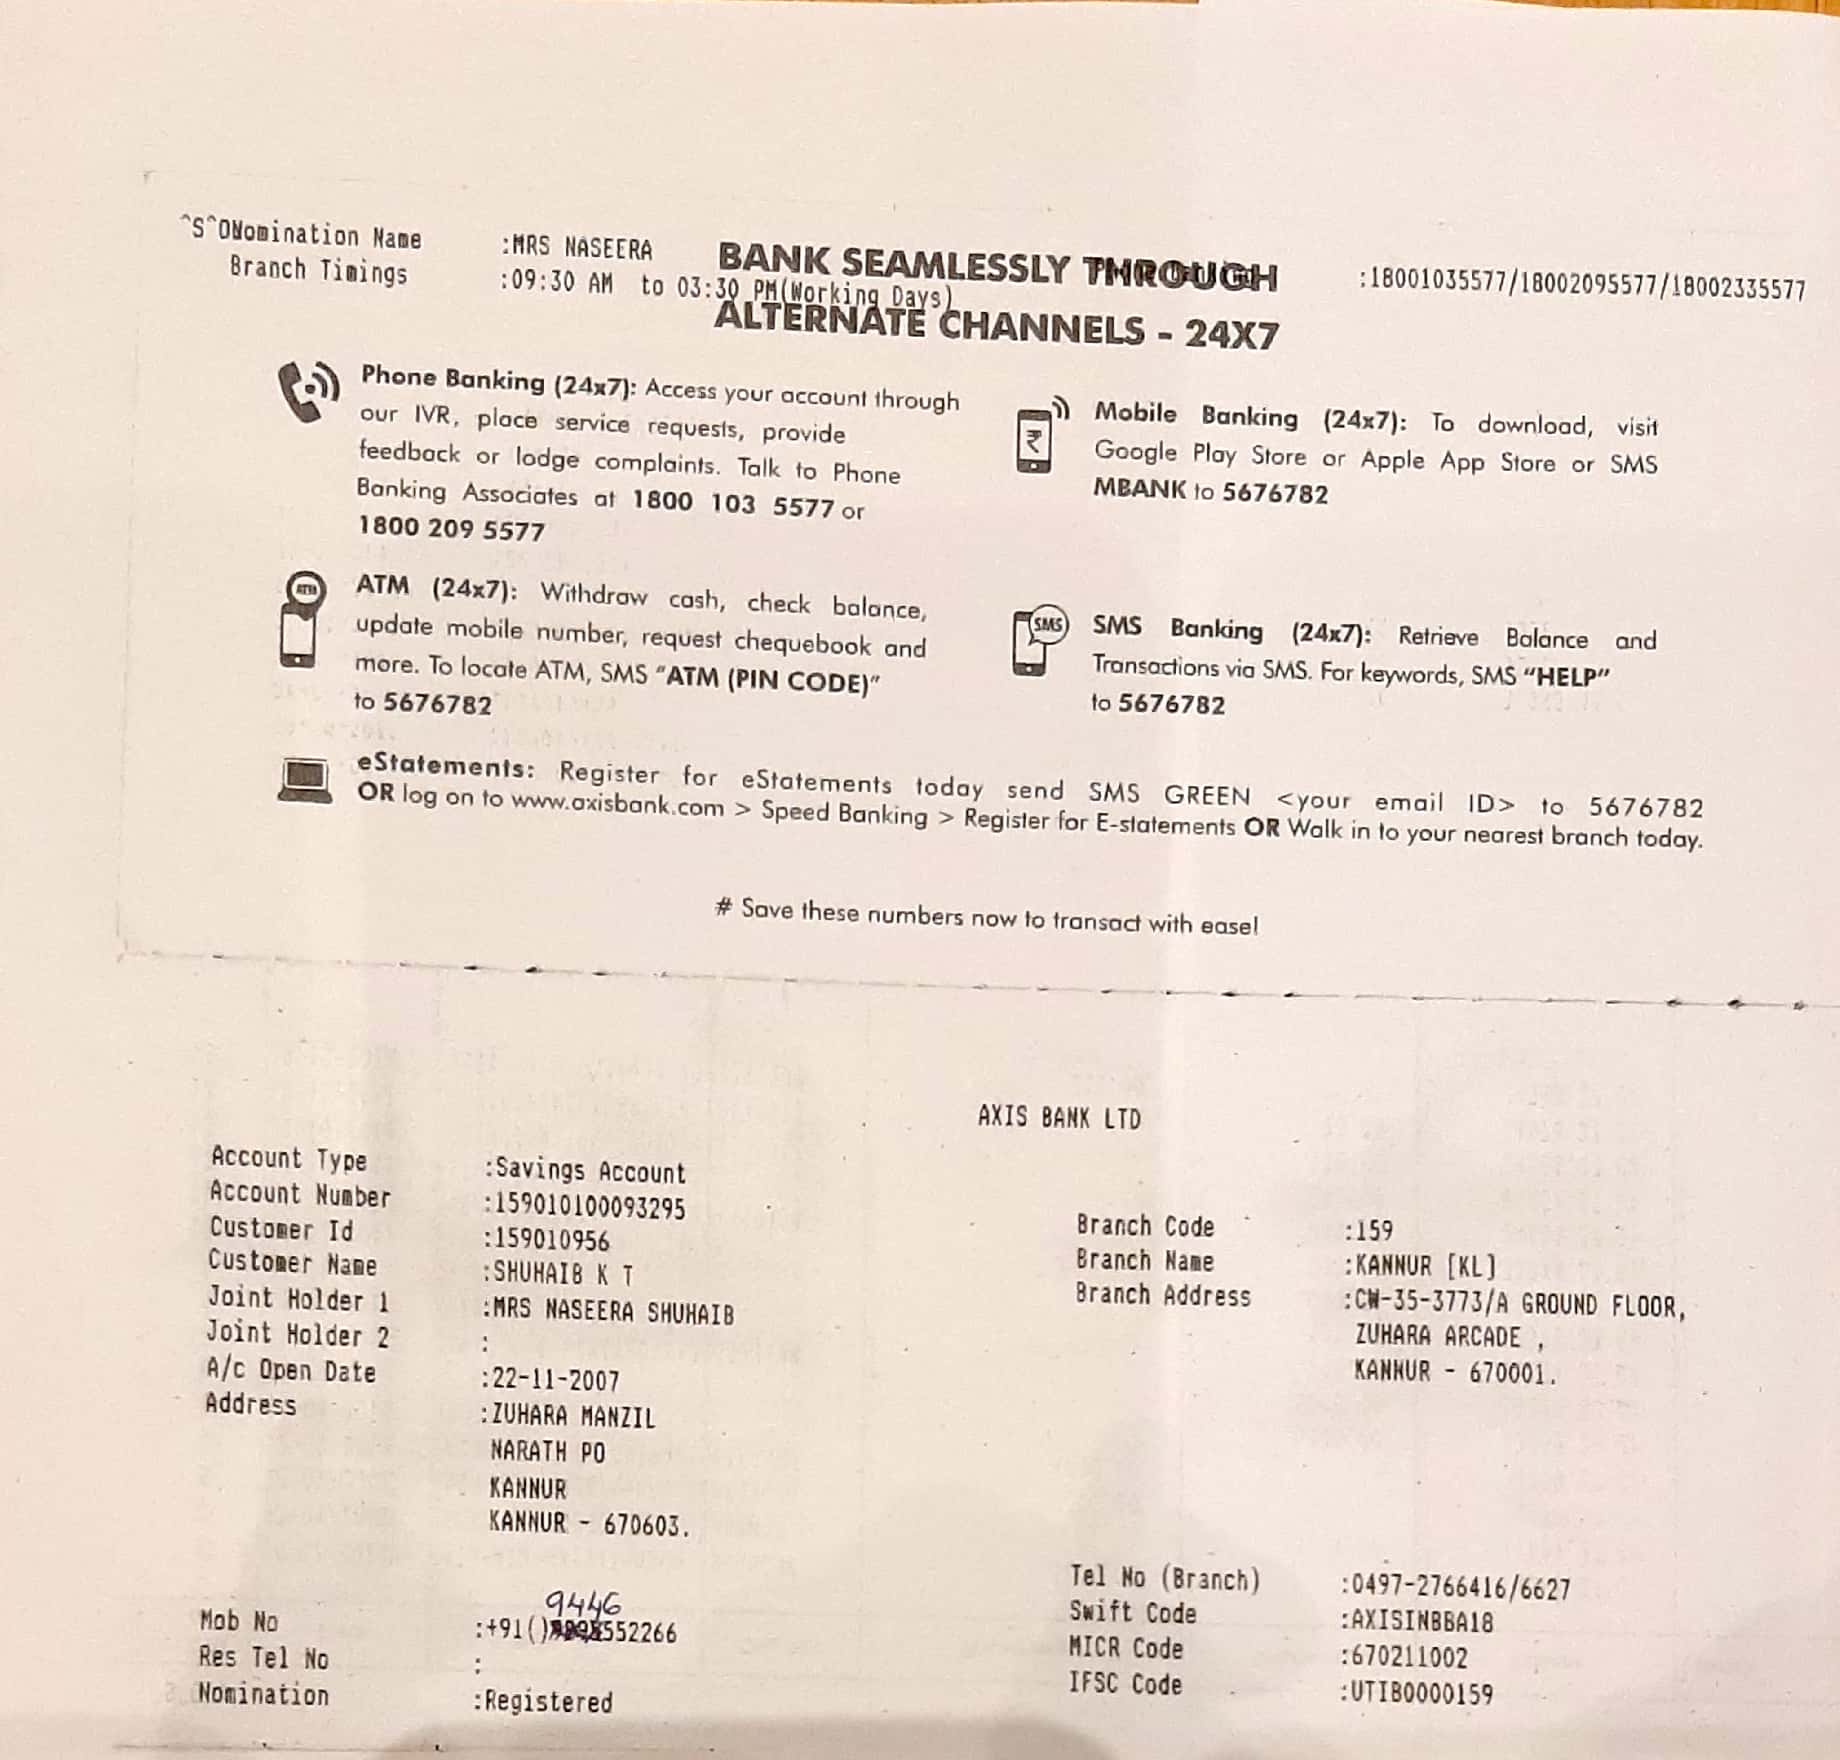 ^S^ONomination Name :MRS NASEERA
Branch Timings :09:30 AM to 03:30 PM(Working Days) :18001035577/18002095577/18002335577
BANK SEAMLESSLY THROUGH
ALTERNATE CHANNELS - 24X7
Phone Banking (24x7): Access your account through
our IVR, place service requests, provide
feedback or lodge complaints. Talk to Phone
Banking Associates at 1800 103 5577 or
1800 209 5577
Mobile Banking (24x7): To download, visit
Google Play Store or Apple App Store or SMS
MBANK to 5676782
ATM
ATM (24x7): Withdraw cash, check balance,
update mobile number, request chequebook and
more. To locate ATM, SMS "ATM (PIN CODE)"
to 5676782
SMS
SMS Banking (24x7): Retrieve Balance and
Transactions via SMS. For keywords, SMS "HELP"
to 5676782
eStatements: Register for eStatements today send SMS GREEN <your email ID> to 5676782
OR log on to www.axisbank.com > Speed Banking > Register for E-statements OR Walk in to your nearest branch today.
# Save these numbers now to transact with ease!
AXIS BANK LTD
Account Type :Savings Account
Account Number :159010100093295
Customer Id :159010956
Customer Name :SHUHAIB K T
Joint Holder 1 :MRS NASEERA SHUHAIB
Joint Holder 2 :
A/c Open Date :22-11-2007
Address :ZUHARA MANZIL
NARATH PO
KANNUR
KANNUR - 670603.
Branch Code :159
Branch Name :KANNUR [KL]
Branch Address :CW-35-3773/A GROUND FLOOR,
ZUHARA ARCADE ,
KANNUR - 670001.
9446
Mob No :+91() 552266
Res Tel No :
Nomination :Registered
Tel No (Branch) :0497-2766416/6627
Swift Code :AXISINBBA18
MICR Code :670211002
IFSC Code :UTIB0000159